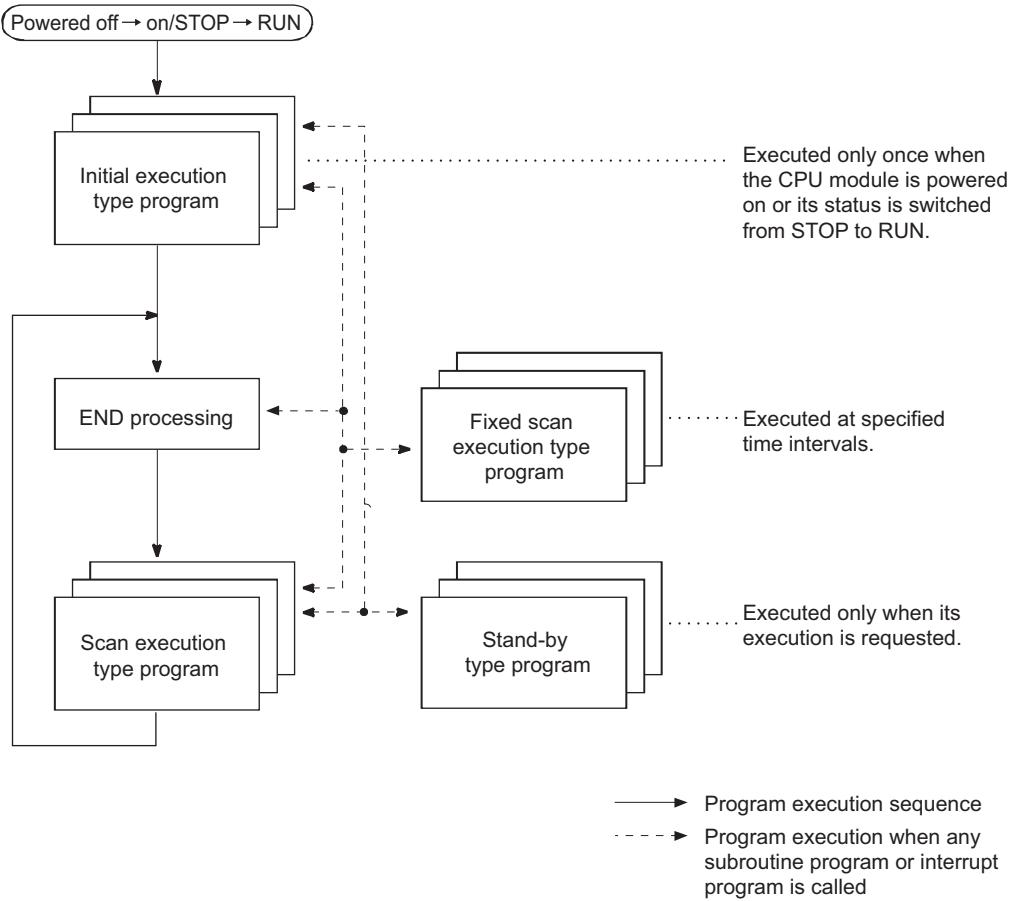 Powered off → on/STOP → RUN
Initial execution
type program
Executed only once when
the CPU module is powered
on or its status is switched
from STOP to RUN.
END processing
Fixed scan
execution type
program
Executed at specified
time intervals.
Scan execution
type program
Stand-by
type program
Executed only when its
execution is requested.
Program execution sequence
Program execution when any
subroutine program or interrupt
program is called